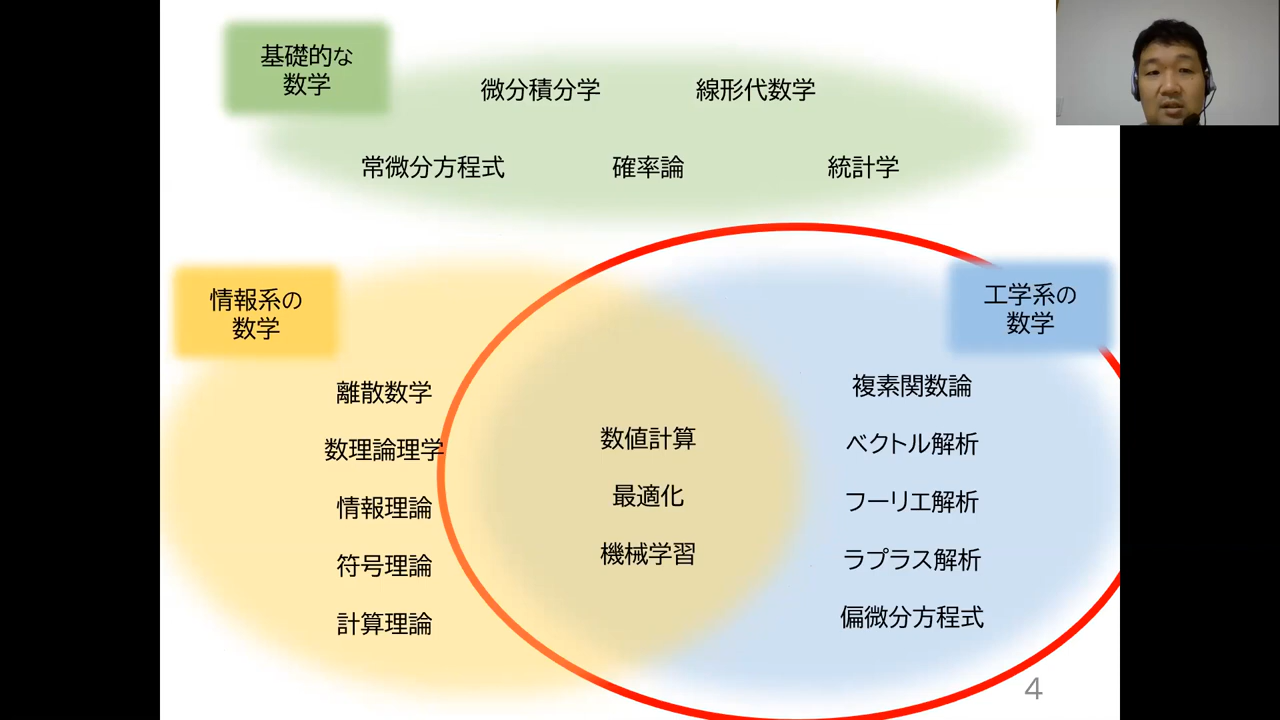 基礎的な
数学
微分積分学 線形代数学
常微分方程式 確率論 統計学
情報系の
数学
離散数学
数理論理学
情報理論
符号理論
計算理論
数値計算
最適化
機械学習
工学系の
数学
複素関数論
ベクトル解析
フーリエ解析
ラプラス解析
偏微分方程式
4